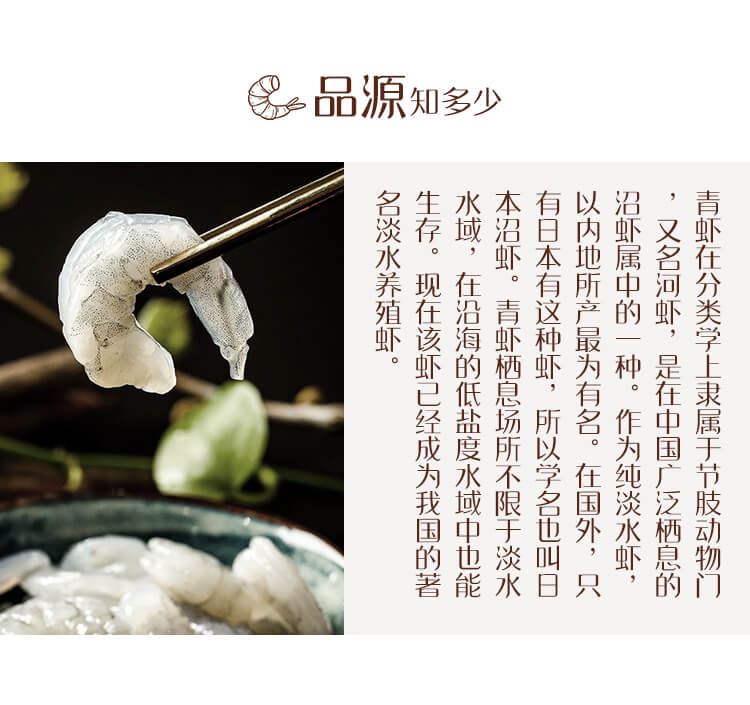 品源知多少
青虾在分类学上隶属于节肢动物门
，又名河虾，是在中国广泛栖息的
沼虾属中的一种。作为纯淡水虾，
以内地所产最为有名。在国外，只
有日本有这种虾，所以学名也叫日
本沼虾。青虾栖息场所不限于淡水
水域，在沿海的低盐度水域中也能
生存。现在该虾已经成为我国的著
名淡水养殖虾。